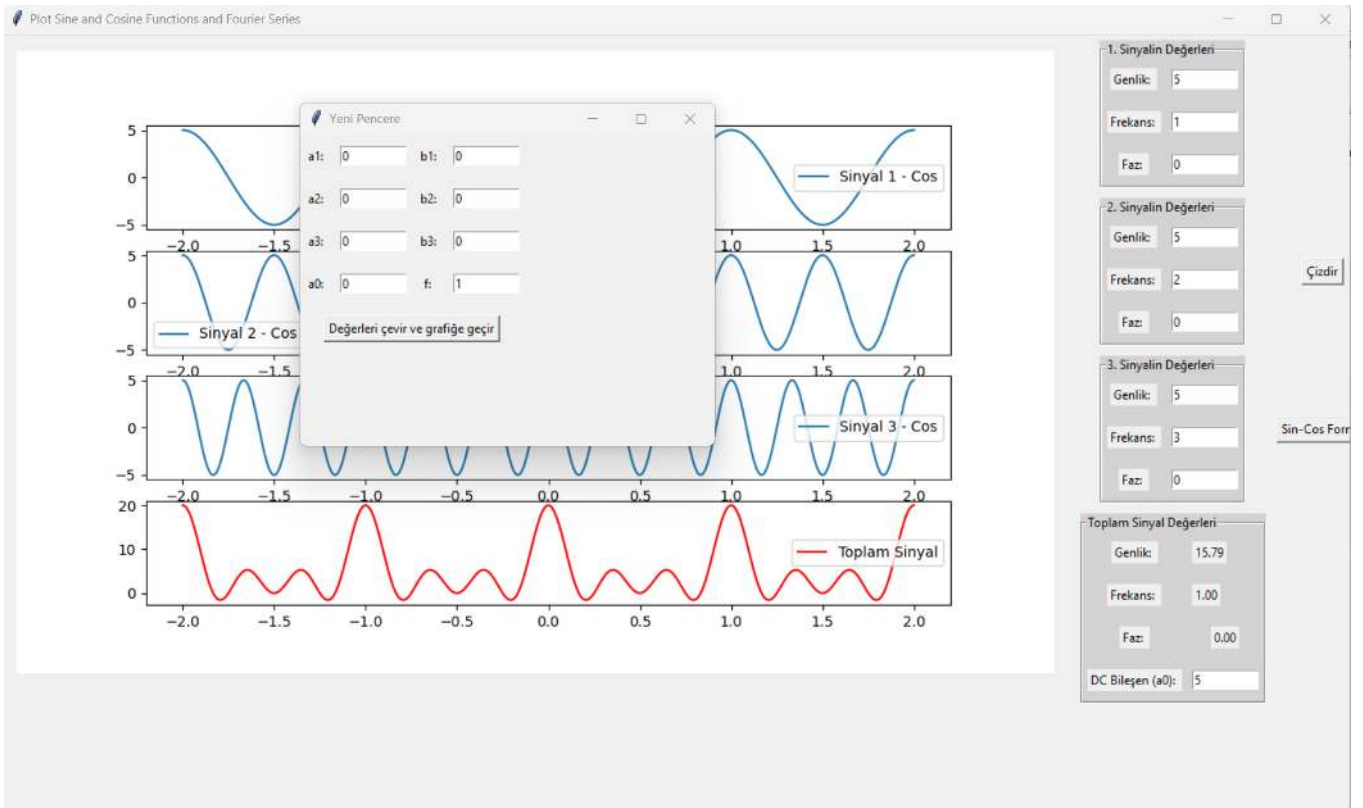 Plot Sine and Cosine Functions and Fourier Series
Yeni Pencere
a1: 0 b1: 0
a2: 0 b2: 0
a3: 0 b3: 0
a0: 0 f: 1
Değerleri çevir ve grafiğe geçir
5
0
−5
Sinyal 1 - Cos
−2.0 −1.5 1.0 1.5 2.0
5
0
−5
Sinyal 2 - Cos
−2.0 −1.5 1.0 1.5 2.0
5
0
−5
Sinyal 3 - Cos
−2.0 −1.5 −1.0 −0.5 0.0 0.5 1.0 1.5 2.0
20
10
0
Toplam Sinyal
−2.0 −1.5 −1.0 −0.5 0.0 0.5 1.0 1.5 2.0
1. Sinyalin Değerleri
Genlik: 5
Frekans: 1
Faz: 0
2. Sinyalin Değerleri
Genlik: 5
Frekans: 2
Faz: 0
Çizdir
3. Sinyalin Değerleri
Genlik: 5
Frekans: 3
Faz: 0
Sin-Cos Forr
Toplam Sinyal Değerleri
Genlik: 15.79
Frekans: 1.00
Faz: 0.00
DC Bileşen (a0): 5